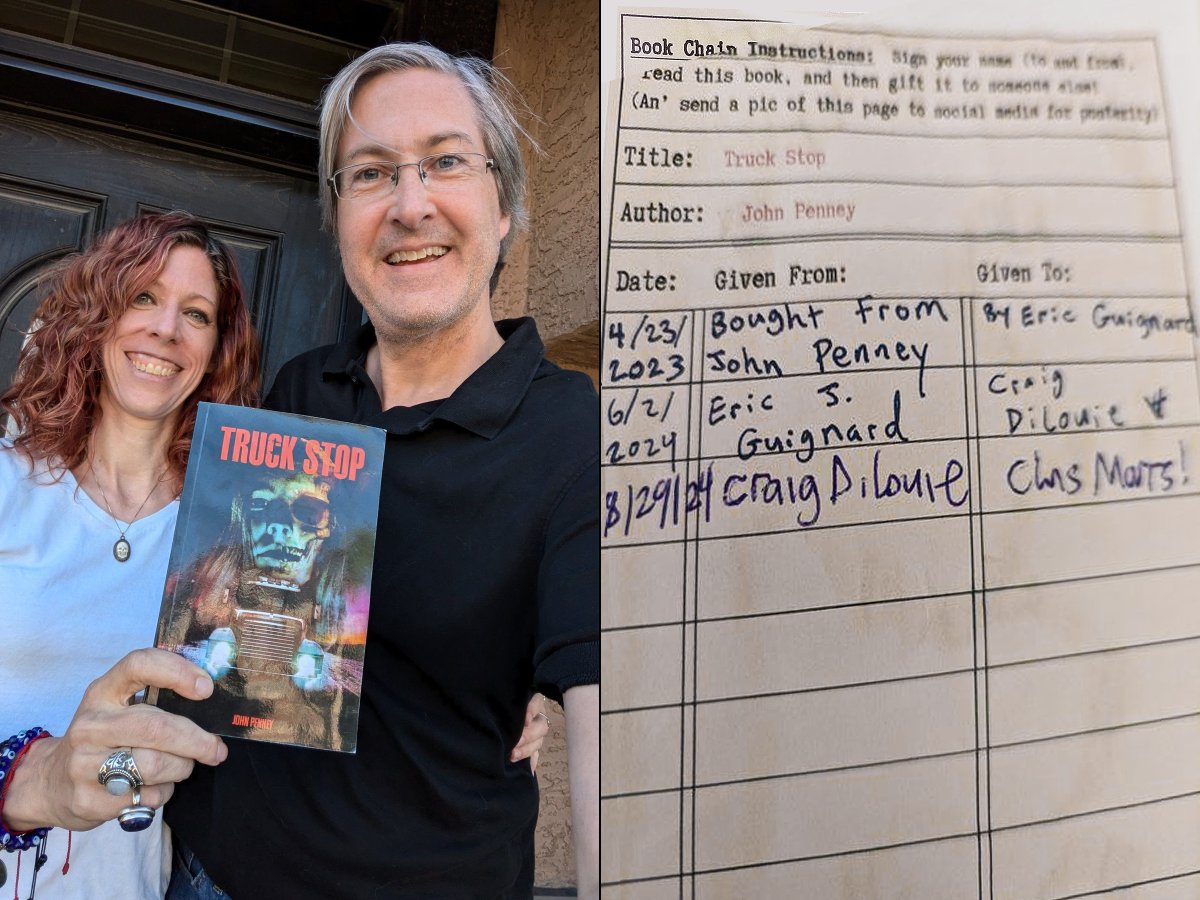 TRUCK STOP
JOHN PENNEY
Book Chain Instructions: Sign your name (to and from),
read this book, and then gift it to someone else!
(An' send a pic of this page to social media for posterity)
Title: Truck Stop
Author: John Penney
Date: Given From: Given To:
4/23/ Bought From By Eric Guignard
2023 John Penney
6/2/ Eric J. Craig
2024 Guignard DiLouie
8/29/24 Craig DiLouie